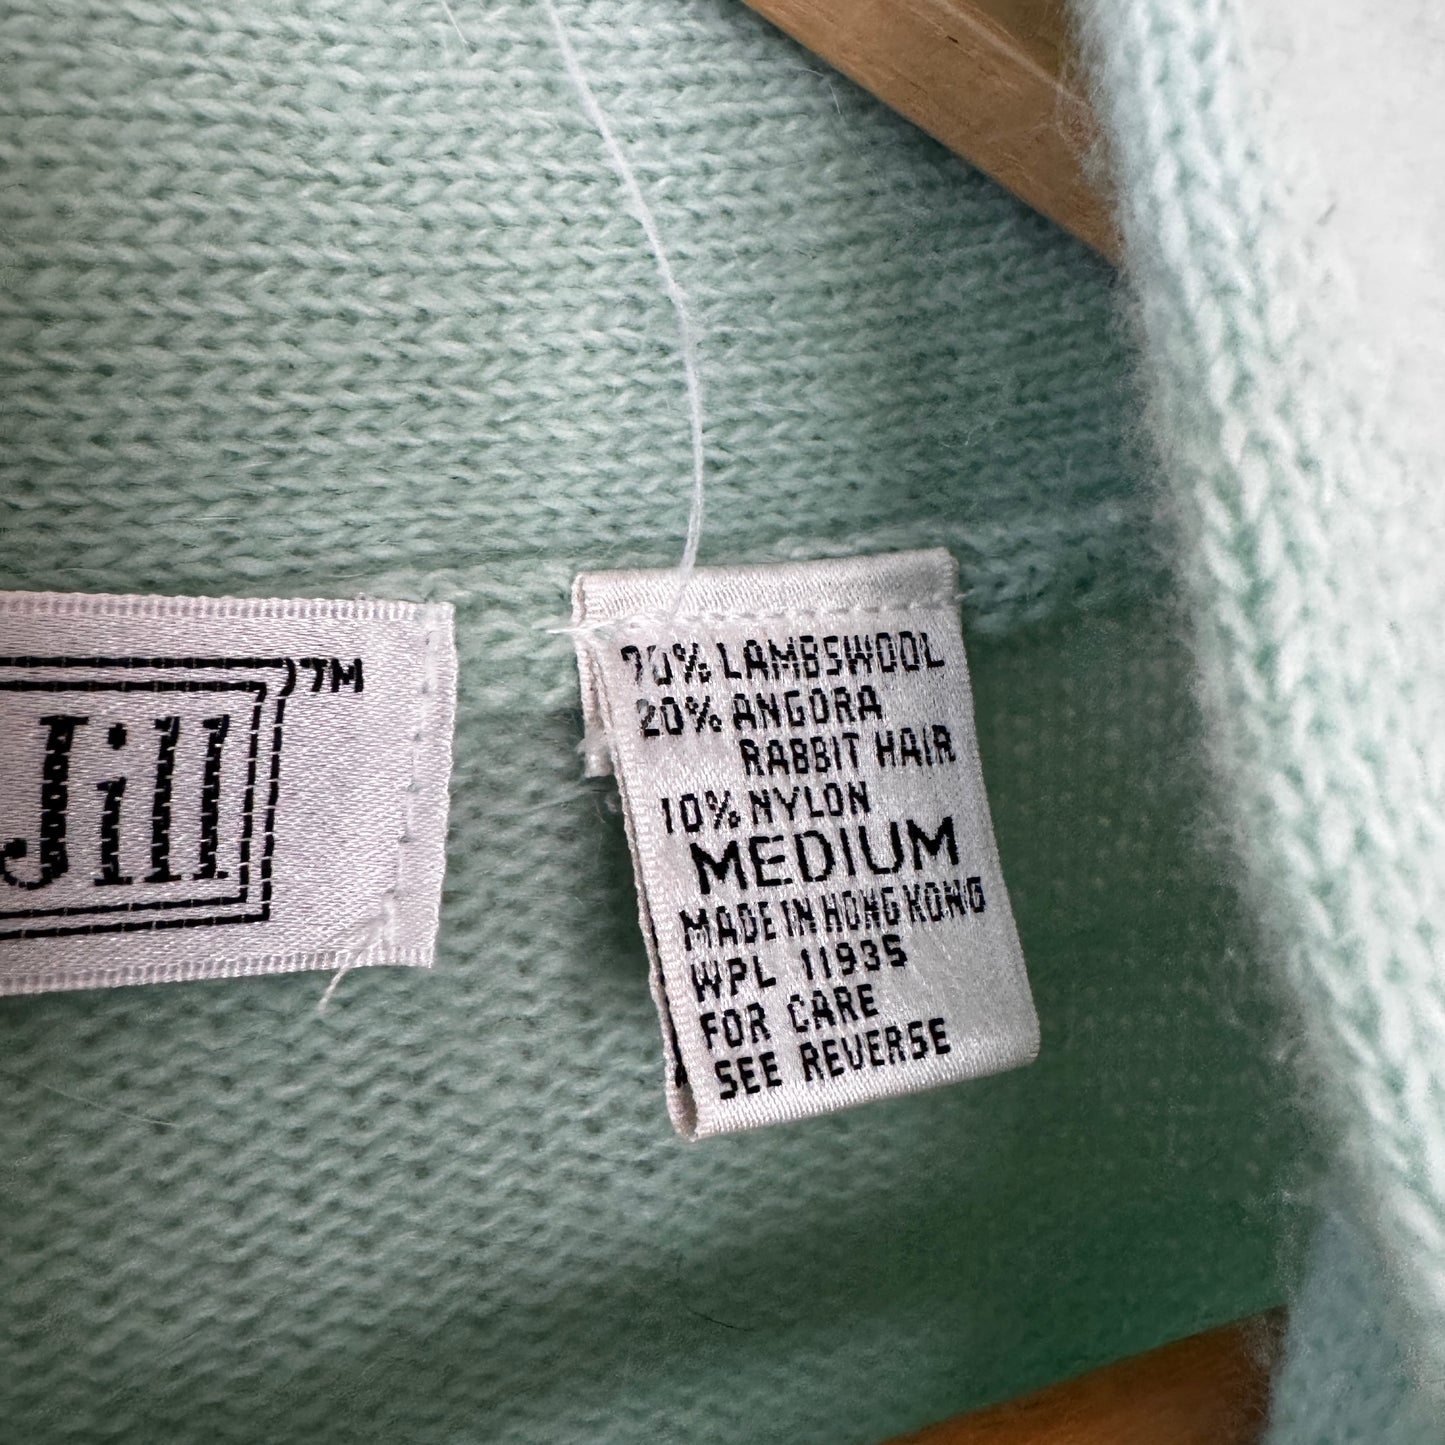 Jill TM
70% LAMBSWOOL
20% ANGORA
RABBIT HAIR
10% NYLON
MEDIUM
MADE IN HONG KONG
WPL 11935
FOR CARE
SEE REVERSE